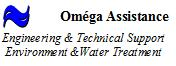 Oméga Assistance
Engineering & Technical Support
Environment &Water Treatment